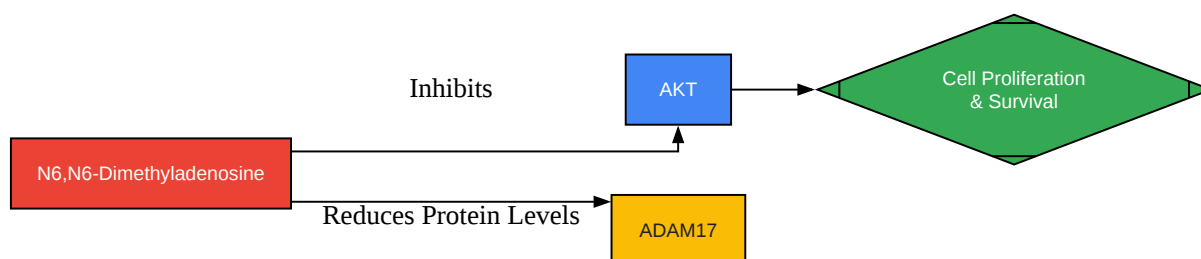 Inhibits
AKT
Cell Proliferation
& Survival
N6,N6-Dimethyladenosine
Reduces Protein Levels
ADAM17